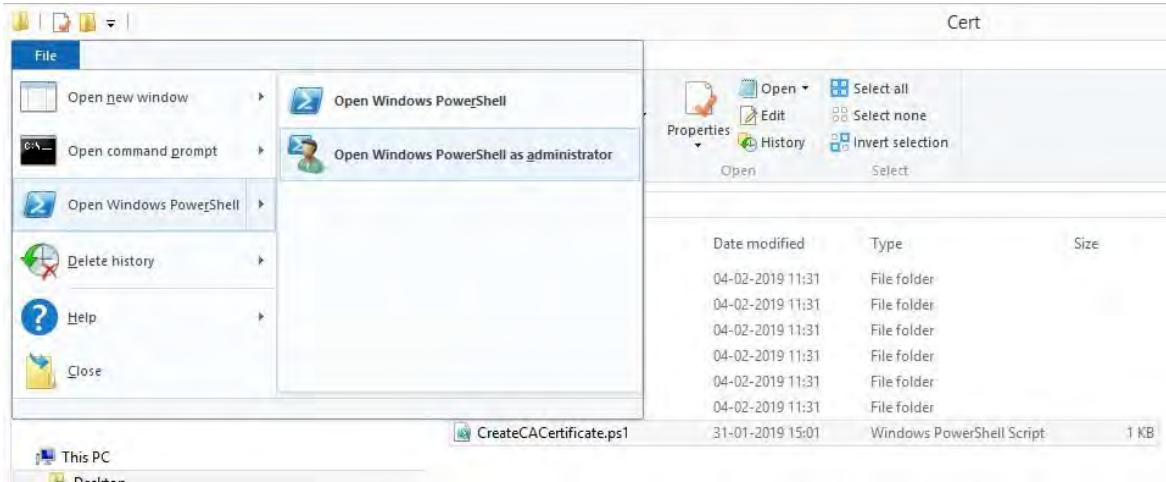 Cert
File
Open new window
Open command prompt
Open Windows PowerShell
Delete history
Help
Close
Open Windows PowerShell
Open Windows PowerShell as administrator
Properties
Open
Edit
History
Open
Select all
Select none
Invert selection
Select
Date modified Type Size
04-02-2019 11:31 File folder
04-02-2019 11:31 File folder
04-02-2019 11:31 File folder
04-02-2019 11:31 File folder
04-02-2019 11:31 File folder
04-02-2019 11:31 File folder
CreateCACertificate.ps1 31-01-2019 15:01 Windows PowerShell Script 1 KB
This PC
Desktop